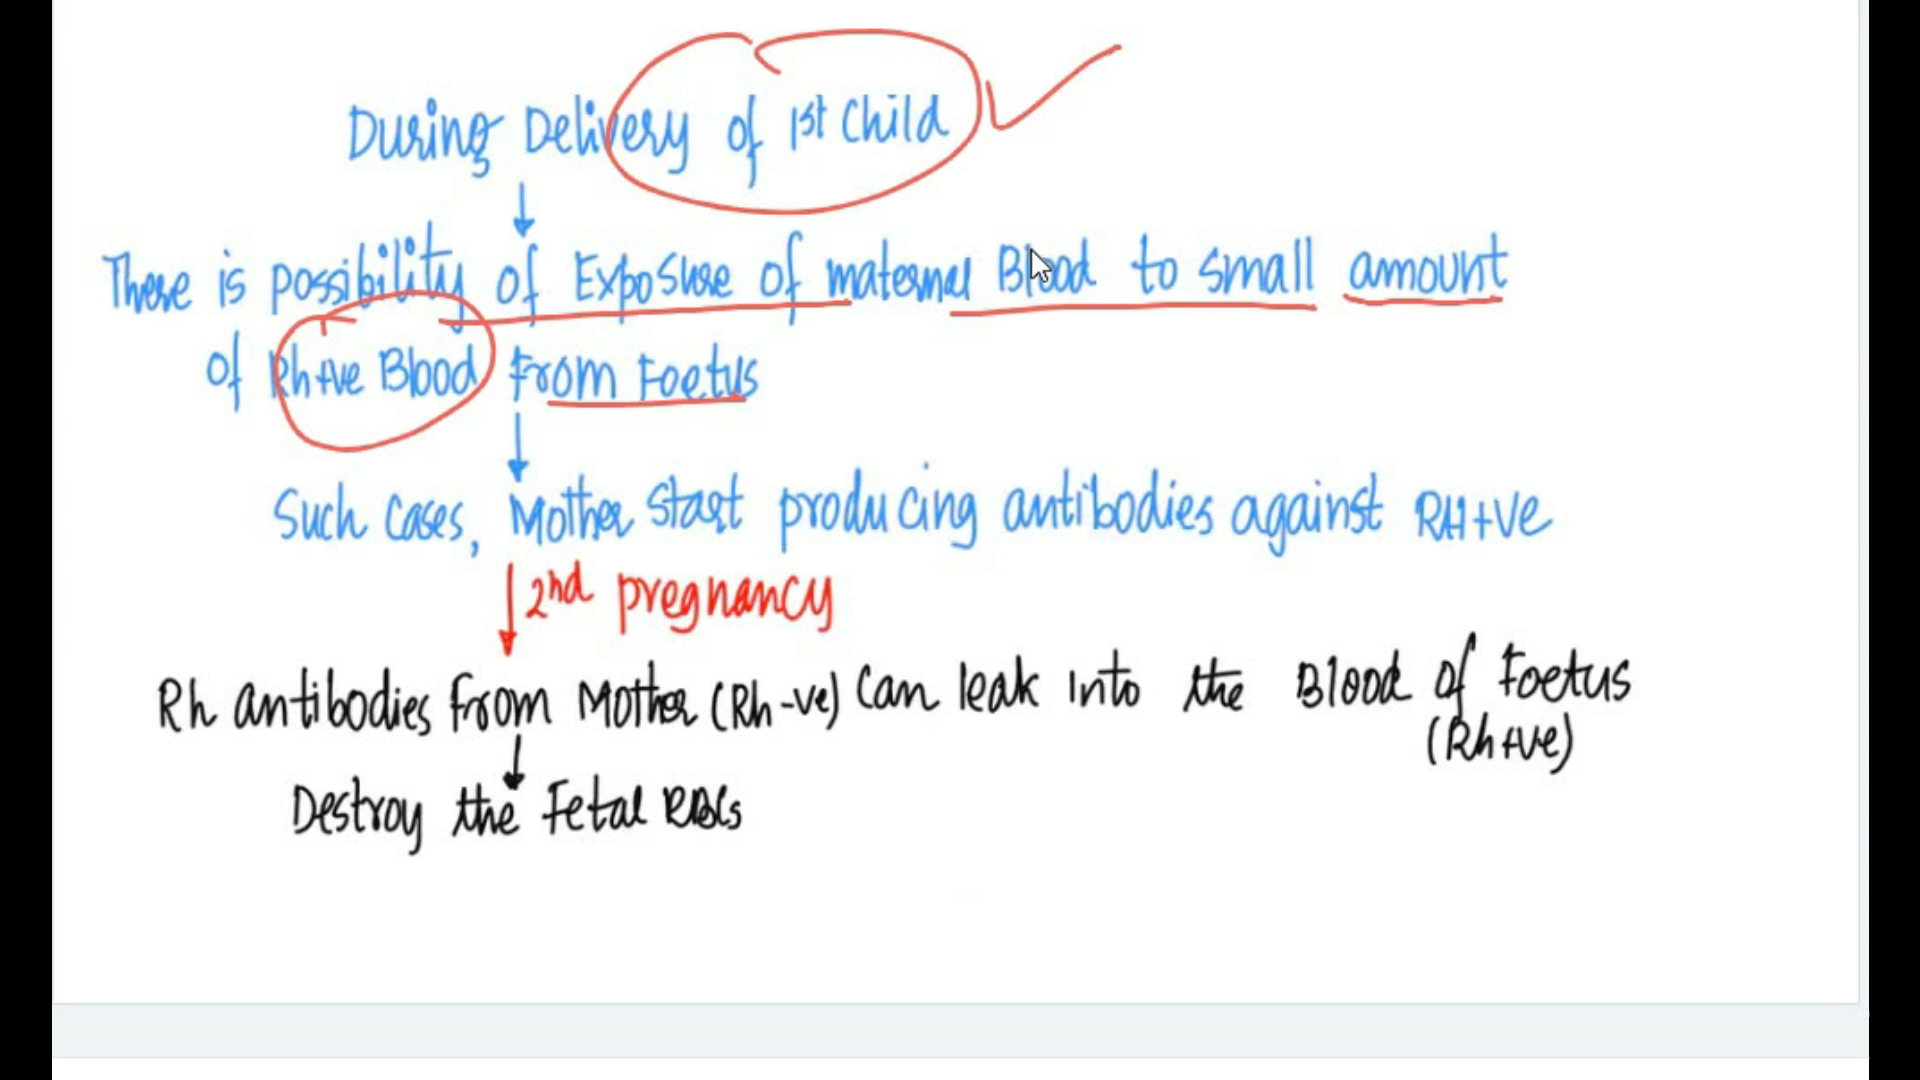 During Delivery of 1st Child
There is possibility of Exposure of maternal Blood to small amount
of Rh+ve Blood From Foetus
Such cases, Mother start producing antibodies against RH+ve
2nd pregnancy
Rh antibodies from Mother (Rh-ve) Can leak into the Blood of Foetus
(Rh+ve)
Destroy the Fetal RBCs